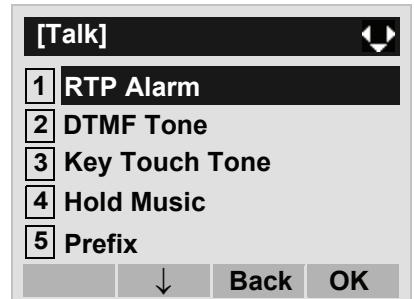 [Talk]
1 RTP Alarm
2 DTMF Tone
3 Key Touch Tone
4 Hold Music
5 Prefix
↓ Back OK